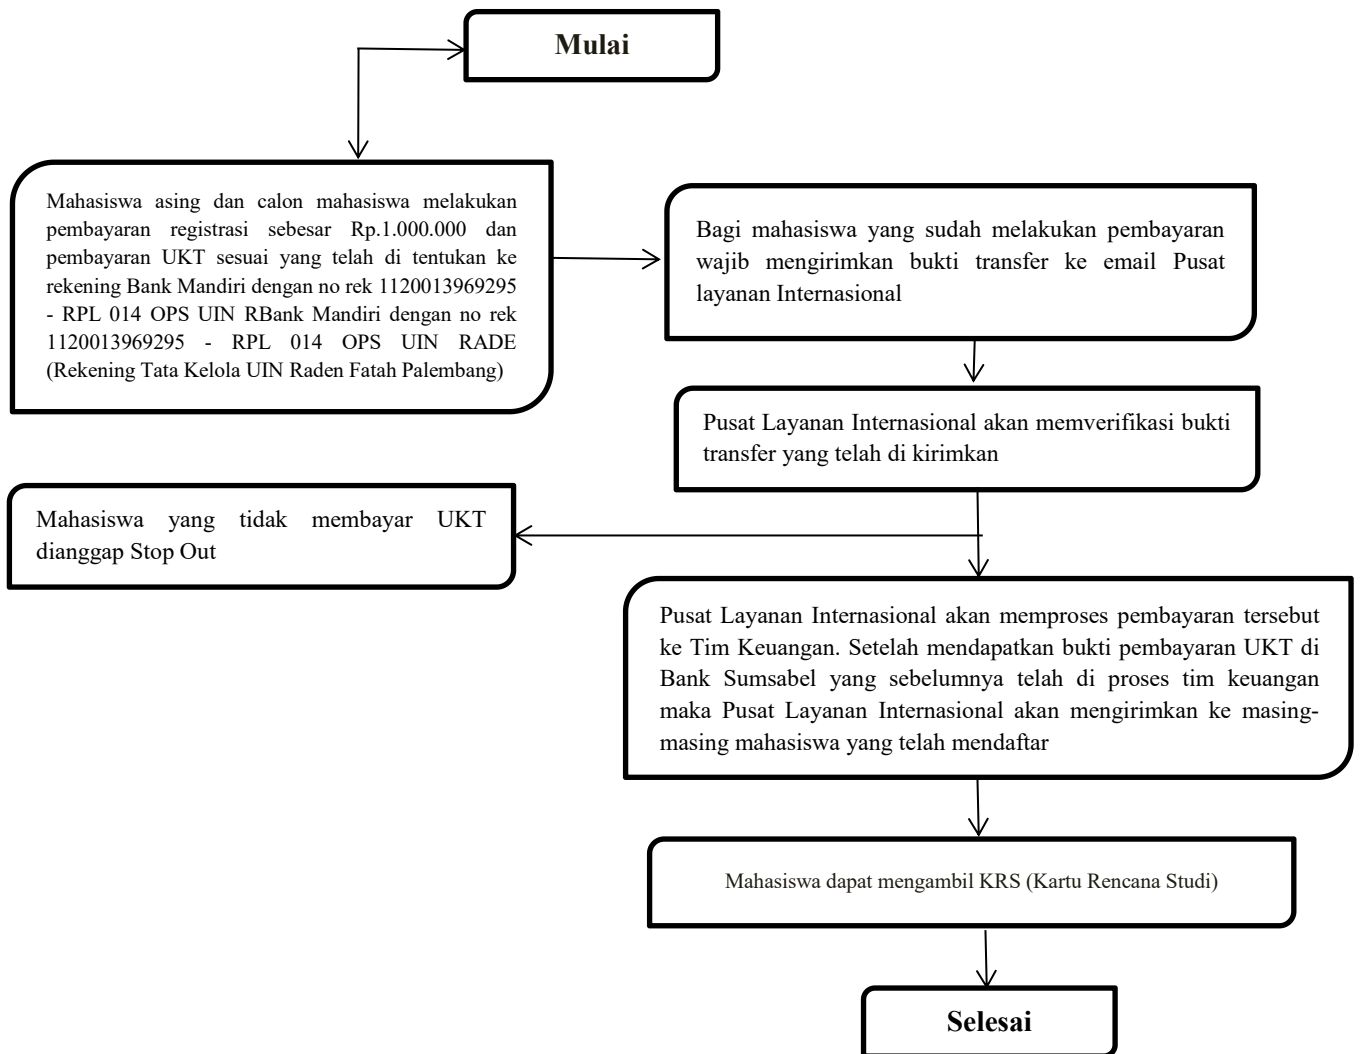 Mulai
Mahasiswa asing dan calon mahasiswa melakukan
pembayaran registrasi sebesar Rp.1.000.000 dan
pembayaran UKT sesuai yang telah di tentukan ke
rekening Bank Mandiri dengan no rek 1120013969295
- RPL 014 OPS UIN RBank Mandiri dengan no rek
1120013969295 - RPL 014 OPS UIN RADE
(Rekening Tata Kelola UIN Raden Fatah Palembang)
Bagi mahasiswa yang sudah melakukan pembayaran
wajib mengirimkan bukti transfer ke email Pusat
layanan Internasional
Pusat Layanan Internasional akan memverifikasi bukti
transfer yang telah di kirimkan
Mahasiswa yang tidak membayar UKT
dianggap Stop Out
Pusat Layanan Internasional akan memproses pembayaran tersebut
ke Tim Keuangan. Setelah mendapatkan bukti pembayaran UKT di
Bank Sumsabel yang sebelumnya telah di proses tim keuangan
maka Pusat Layanan Internasional akan mengirimkan ke masing-
masing mahasiswa yang telah mendaftar
Mahasiswa dapat mengambil KRS (Kartu Rencana Studi)
Selesai